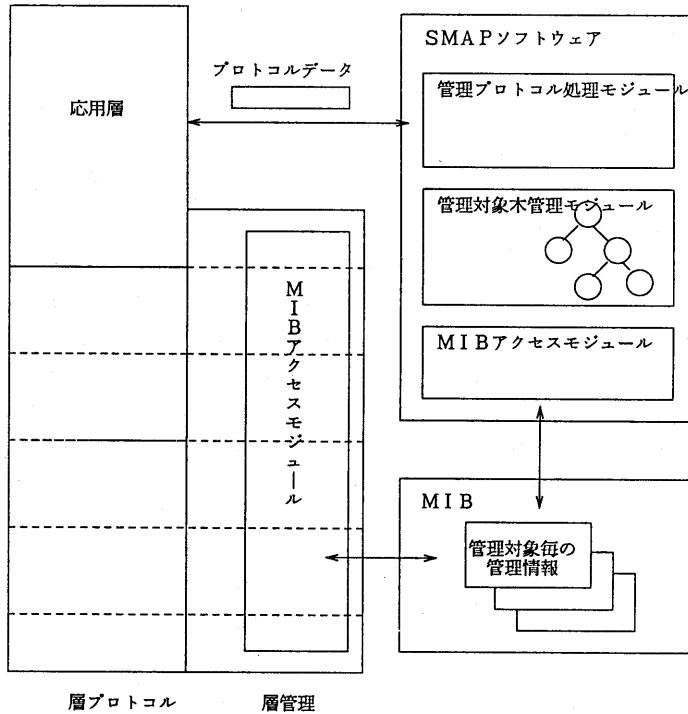 SMAPソフトウェア
プロトコルデータ
管理プロトコル処理モジュール
応用層
管理対象木管理モジュール
MIBアクセスモジュール
MIBアクセスモジュール
MIB
管理対象毎の
管理情報
層プロトコル
層管理